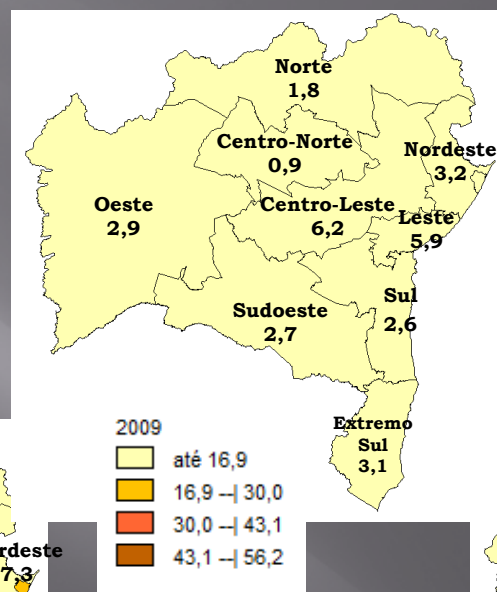 Norte
1,8
Centro-Norte
0,9
Nordeste
3,2
Oeste
2,9
Centro-Leste
6,2
Leste
5,9
Sul
2,6
Sudoeste
2,7
Extremo
Sul
3,1
2009
até 16,9
16,9 --| 30,0
30,0 --| 43,1
43,1 --| 56,2
rdeste
7,3